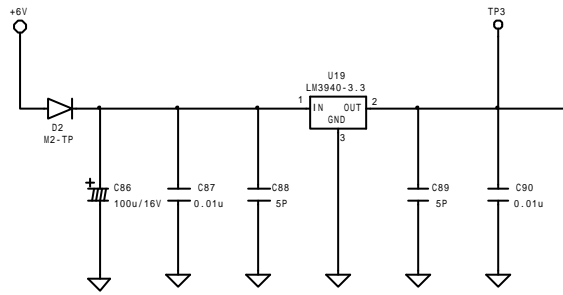 +6V
TP3
U19
LM3940-3.3
1
IN OUT
2
GND
3
D2
M2-TP
+
C86
100u/16V
C87
0.01u
C88
5P
C89
5P
C90
0.01u